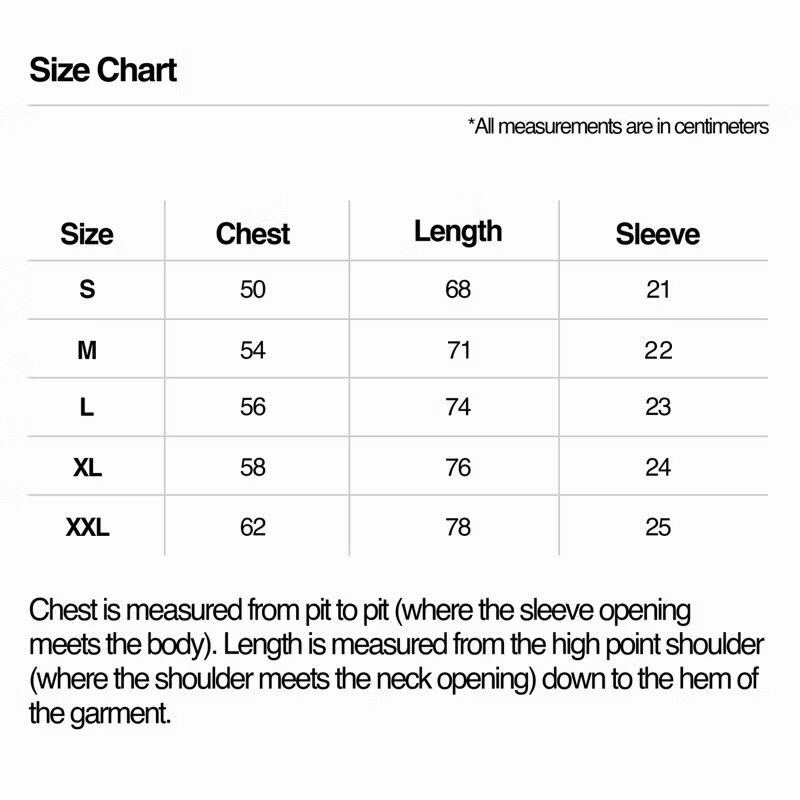 Size Chart
*All measurements are in centimeters
Size Chest Length Sleeve
S 50 68 21
M 54 71 22
L 56 74 23
XL 58 76 24
XXL 62 78 25
Chest is measured from pit to pit (where the sleeve opening
meets the body). Length is measured from the high point shoulder
(where the shoulder meets the neck opening) down to the hem of
the garment.